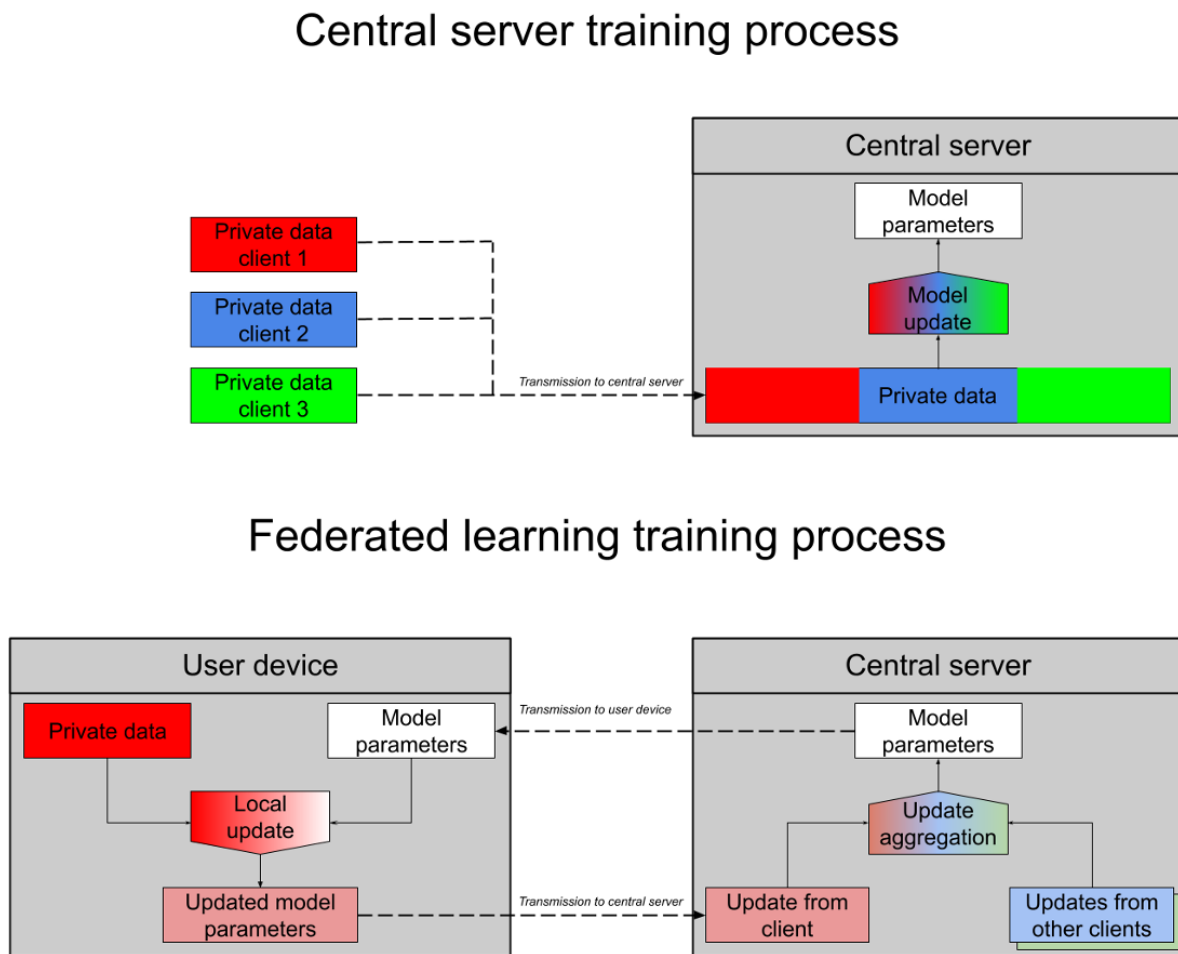 Central server training process
Central server
Model
parameters
Private data
client 1
Model
update
Private data
client 2
Private data
client 3
Transmission to central server
Private data
Federated learning training process
User device
Central server
Private data
Model
parameters
Transmission to user device
Model
parameters
Local
update
Update
aggregation
Updated model
parameters
Transmission to central server
Update from
client
Updates from
other clients